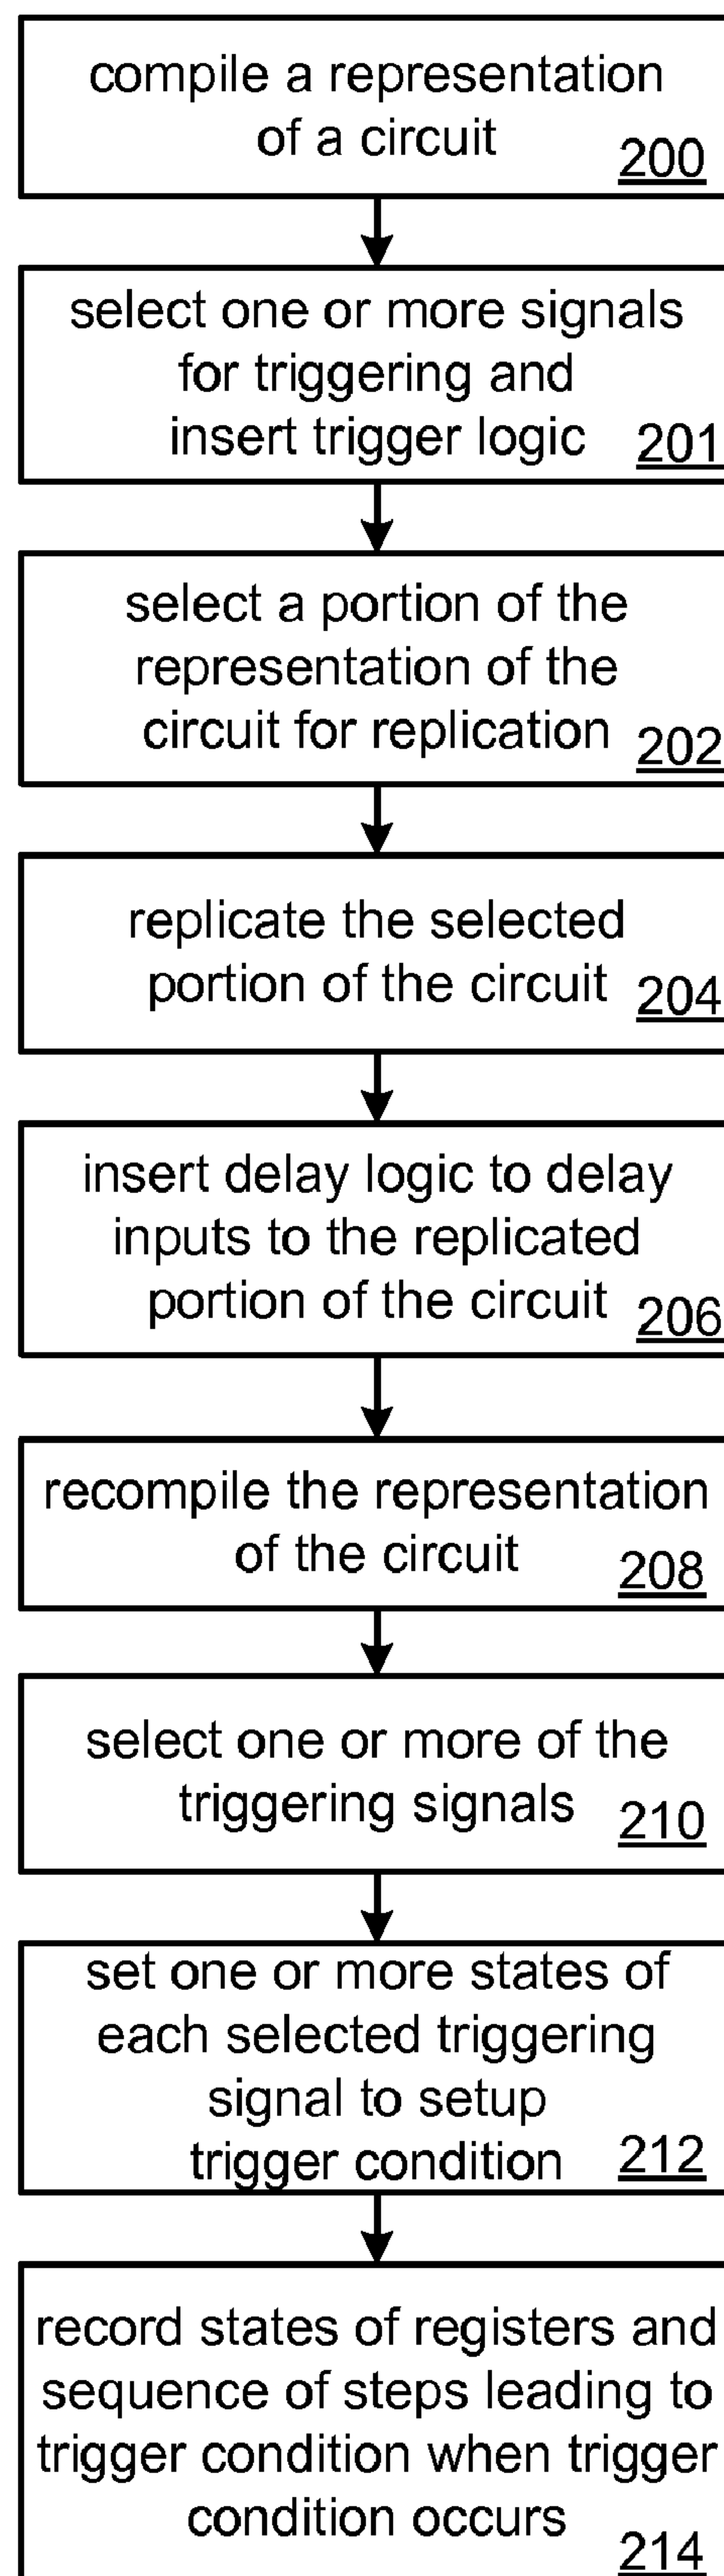 compile a representation
of a circuit 200
select one or more signals
for triggering and
insert trigger logic 201
select a portion of the
representation of the
circuit for replication 202
replicate the selected
portion of the circuit 204
insert delay logic to delay
inputs to the replicated
portion of the circuit 206
recompile the representation
of the circuit 208
select one or more of the
triggering signals 210
set one or more states of
each selected triggering
signal to setup
trigger condition 212
record states of registers and
sequence of steps leading to
trigger condition when trigger
condition occurs 214